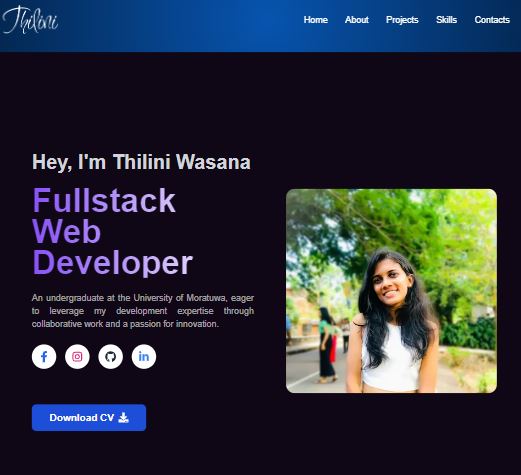 Thilini
Home About Projects Skills Contacts
Hey, I'm Thilini Wasana
Fullstack
Web
Developer
An undergraduate at the University of Moratuwa, eager
to leverage my development expertise through
collaborative work and a passion for innovation.
Download CV